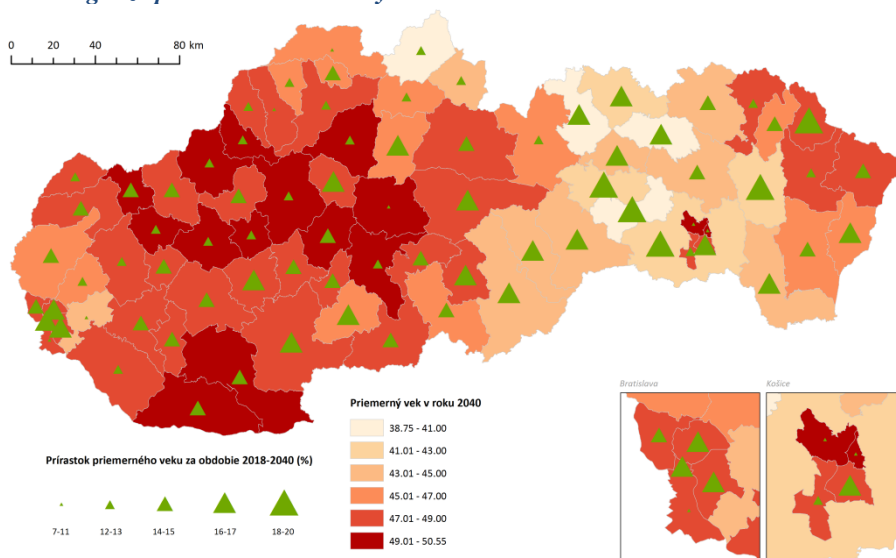 0 20 40 80 km
Bratislava
Košice
Priemerný vek v roku 2040
38.75 - 41.00
41.01 - 43.00
43.01 - 45.00
45.01 - 47.00
47.01 - 49.00
49.01 - 50.55
Prírastok priemerného veku za obdobie 2018-2040 (%)
7-11 12-13 14-15 16-17 18-20